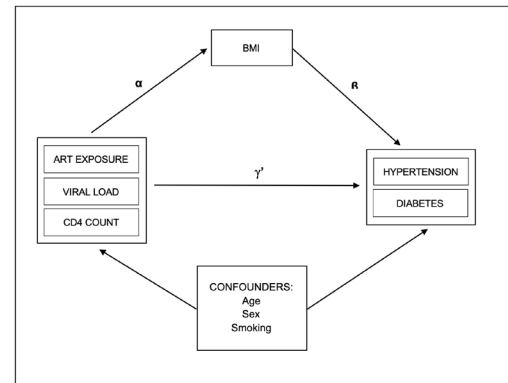 BMI
α
ß
ART EXPOSURE
VIRAL LOAD
CD4 COUNT
γ'
HYPERTENSION
DIABETES
CONFOUNDERS:
Age
Sex
Smoking